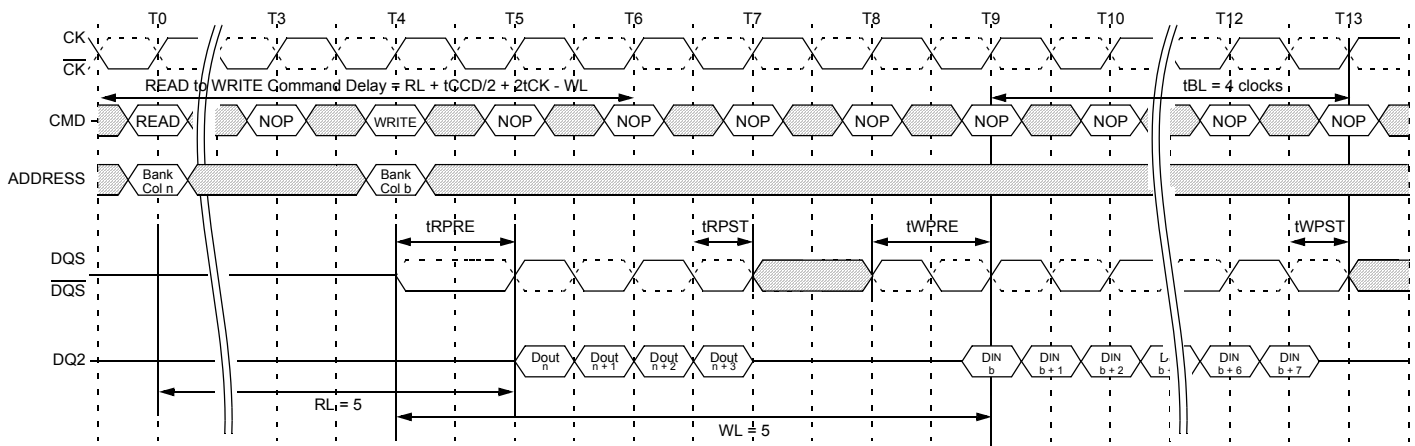 T0 T3 T4 T5 T6 T7 T8 T9 T10 T12 T13
CK
CK
READ to WRITE Command Delay = RL + tCCD/2 + 2tCK - WL
tBL = 4 clocks
CMD READ NOP WRITE NOP NOP NOP NOP NOP NOP NOP NOP
ADDRESS
Bank
Col n
Bank
Col b
tRPRE tRPST tWPRE tWPST
DQS
DQS
DQ2
Dout
n
Dout
n + 1
Dout
n + 2
Dout
n + 3
DIN
b
DIN
b + 1
DIN
b + 2
DIN
b + 6
DIN
b + 7
RL = 5
WL = 5